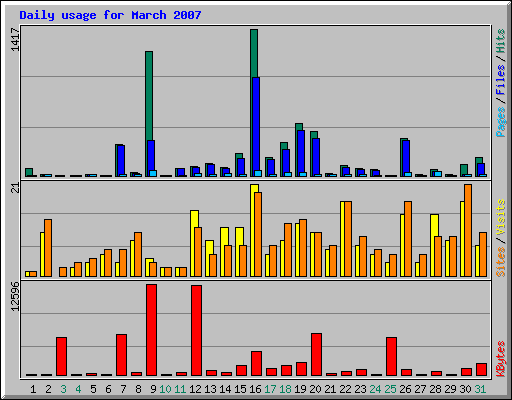 Daily usage for March 2007
1417
Pages / Files / Hits
21
Sites / Visits
12596
KBytes
1 2 3 4 5 6 7 8 9 10 11 12 13 14 15 16 17 18 19 20 21 22 23 24 25 26 27 28 29 30 31